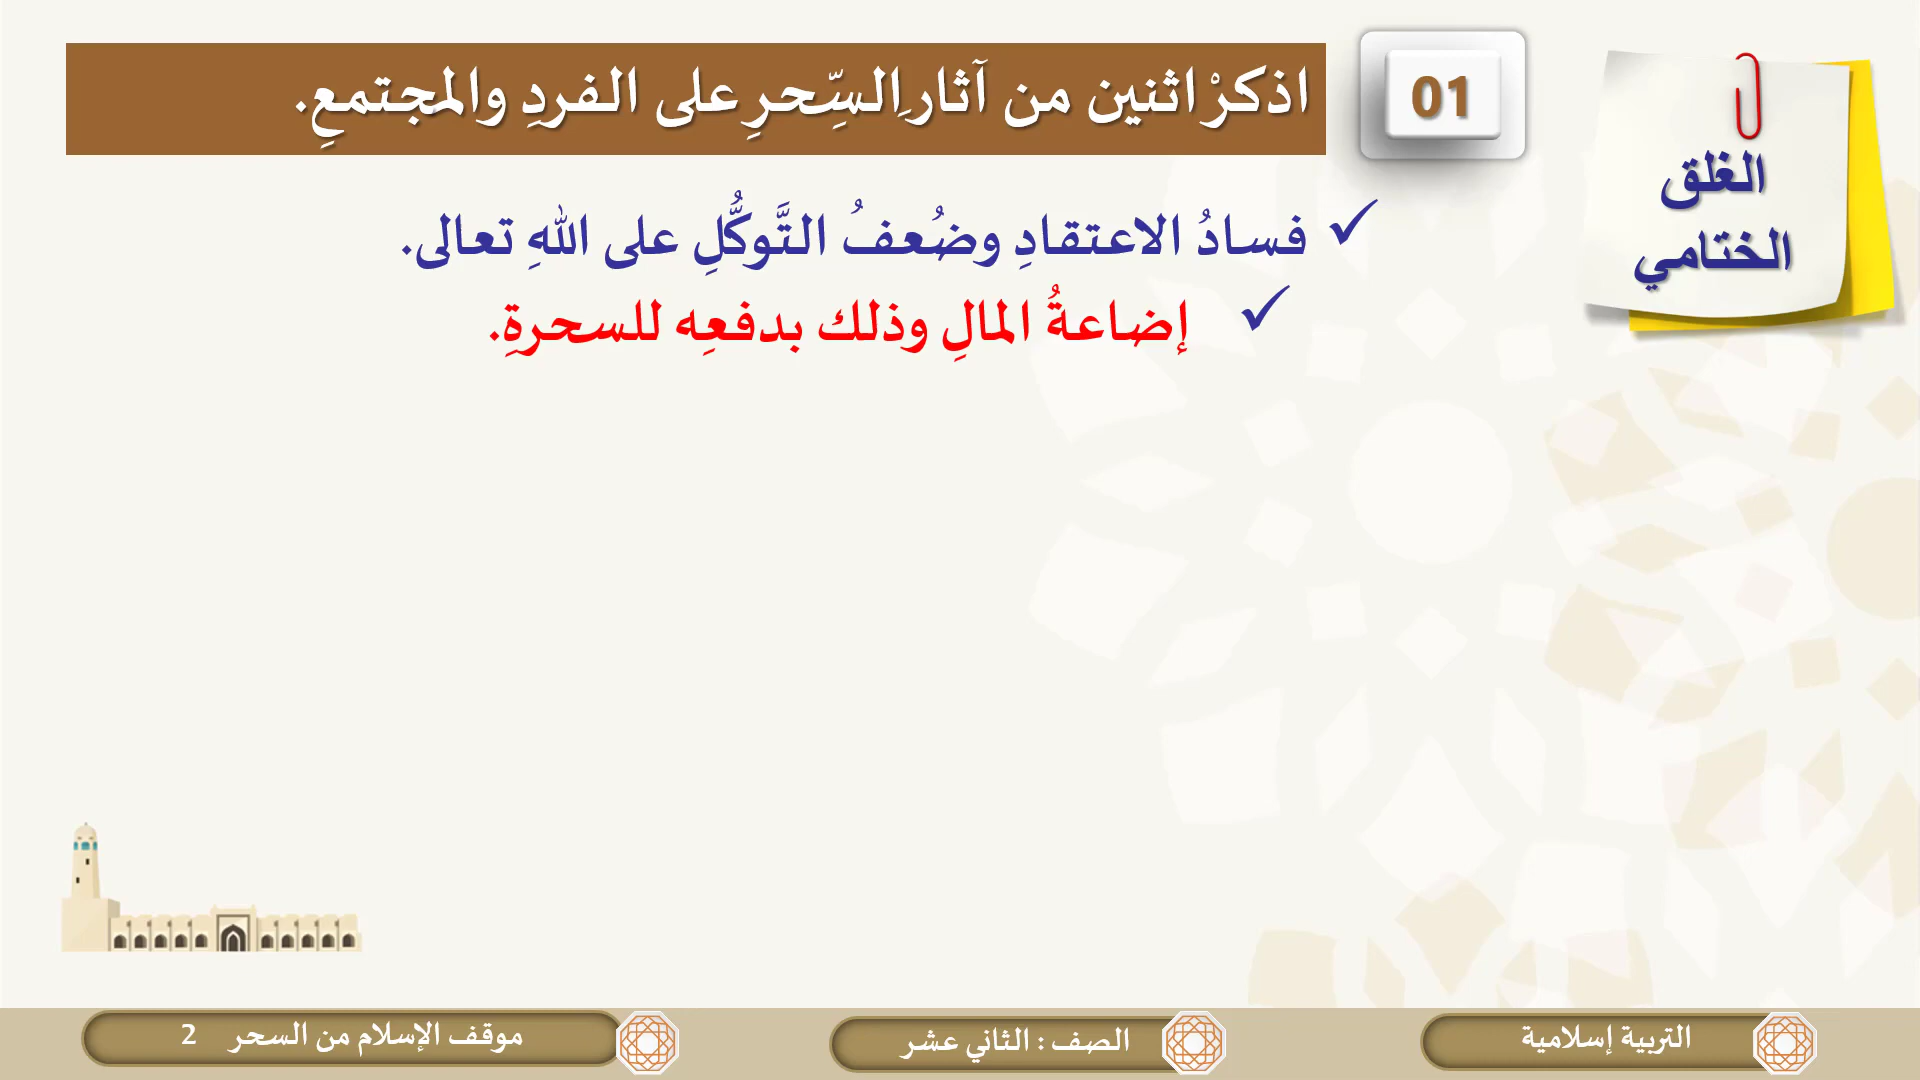 الغلق
الختامي
01
اذكرْ اثنين من آثارِ السِّحرِ على الفردِ والمجتمعِ.
فسادُ الاعتقادِ وضُعفُ التَّوكُّلِ على اللهِ تعالى.
إضاعةُ المالِ وذلك بدفعِه للسحرةِ.
التربية إسلامية
الصف : الثاني عشر
موقف الإسلام من السحر 2